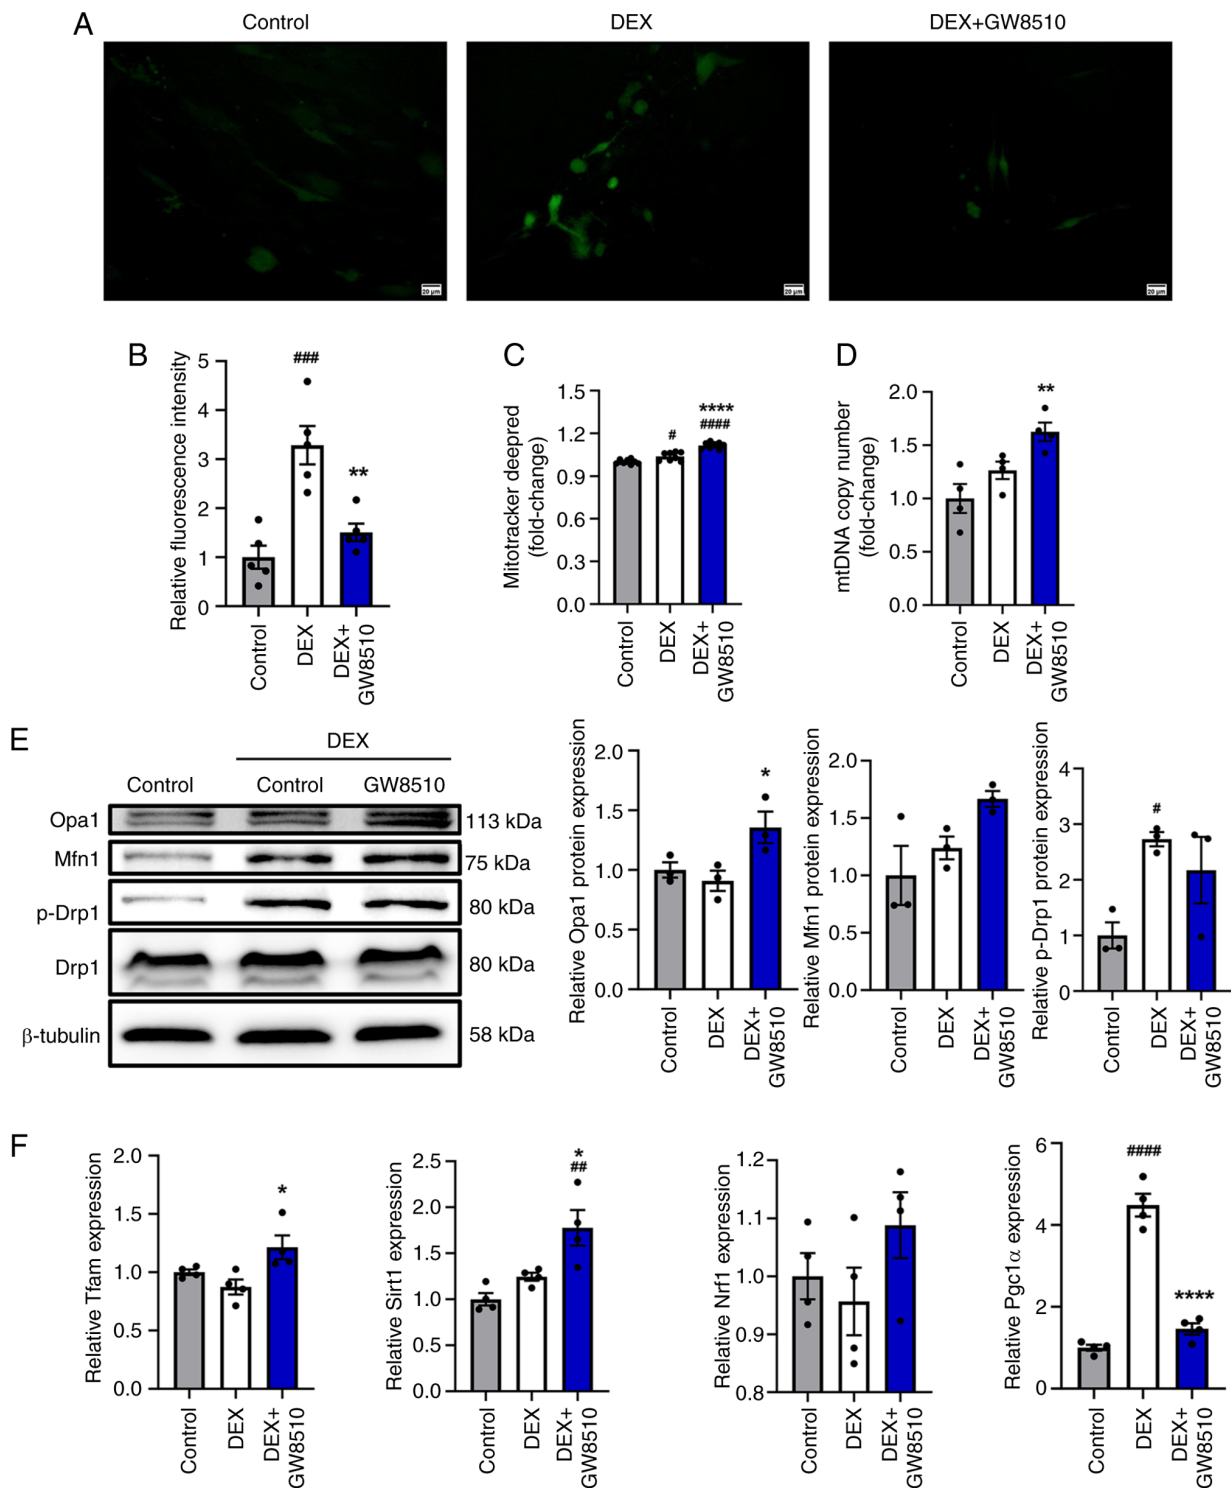 A
Control
DEX
DEX+GW8510
20 µm
20 µm
20 µm
B
Relative fluorescence intensity
5
4
3
2
1
0
###
**
Control
DEX
DEX+
GW8510
C
Mitotracker deepred
(fold-change)
1.5
1.2
0.9
0.6
0.3
0.0
#
****
####
Control
DEX
DEX+
GW8510
D
mtDNA copy number
(fold-change)
2.0
1.5
1.0
0.5
0.0
**
Control
DEX
DEX+
GW8510
E
DEX
Control
Control
GW8510
Opa1
113 kDa
Mfn1
75 kDa
p-Drp1
80 kDa
Drp1
80 kDa
β-tubulin
58 kDa
Relative Opa1 protein expression
2.0
1.5
1.0
0.5
0.0
*
Control
DEX
DEX+
GW8510
Relative Mfn1 protein expression
2.0
1.5
1.0
0.5
0.0
Control
DEX
DEX+
GW8510
Relative p-Drp1 protein expression
4
3
2
1
0
#
Control
DEX
DEX+
GW8510
F
Relative Tfam expression
2.0
1.5
1.0
0.5
0.0
*
Control
DEX
DEX+
GW8510
Relative Sirt1 expression
2.5
2.0
1.5
1.0
0.5
0.0
*
##
Control
DEX
DEX+
GW8510
Relative Nrf1 expression
1.2
1.1
1.0
0.9
0.8
Control
DEX
DEX+
GW8510
Relative Pgc1α expression
6
4
2
0
####
****
Control
DEX
DEX+
GW8510